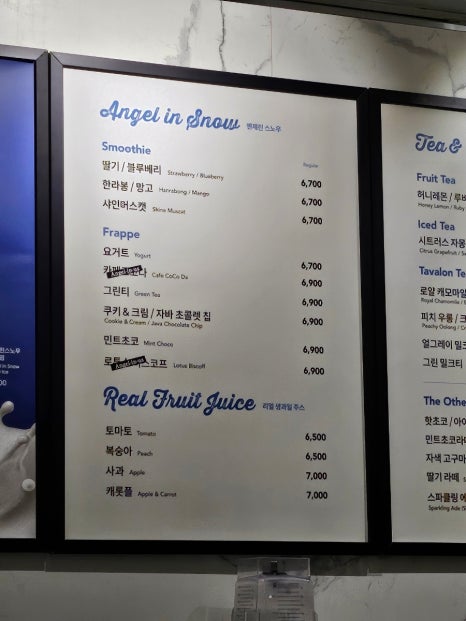 Angel in Snow 엔제린 스노우
Smoothie
Regular
딸기 / 블루베리 Strawberry / Blueberry 6,700
한라봉 / 망고 Hanrabong / Mango 6,700
샤인머스캣 Shine Muscat 6,700
Frappe
요거트 Yogurt 6,700
Cafe CoCo Da 6,900
그린티 Green Tea 6,900
쿠키 & 크림 / 자바 초콜렛 칩 6,900
Cookie & Cream / Java Chocolate Chip
민트초코 Mint Choco 6,900
Lotus Biscoff 6,900
Real Fruit Juice 리얼 생과일 주스
토마토 Tomato 6,500
복숭아 Peach 6,500
사과 Apple 7,000
캐롯플 Apple & Carrot 7,000
Tea &
Fruit Tea
허니레몬 / 루비
Honey Lemon / Ruby
Iced Tea
시트러스 자몽
Citrus Grapefruit /
Tavalon Tea
로얄 캐모마일
Royal Chamomile /
피치 우롱 /
Peachy Oolong /
얼그레이 밀크
그린 밀크티
The Othe
핫초코 / 아이
민트초코라
자색 고구마
딸기 라떼
스파클링 에
Sparkling Ade